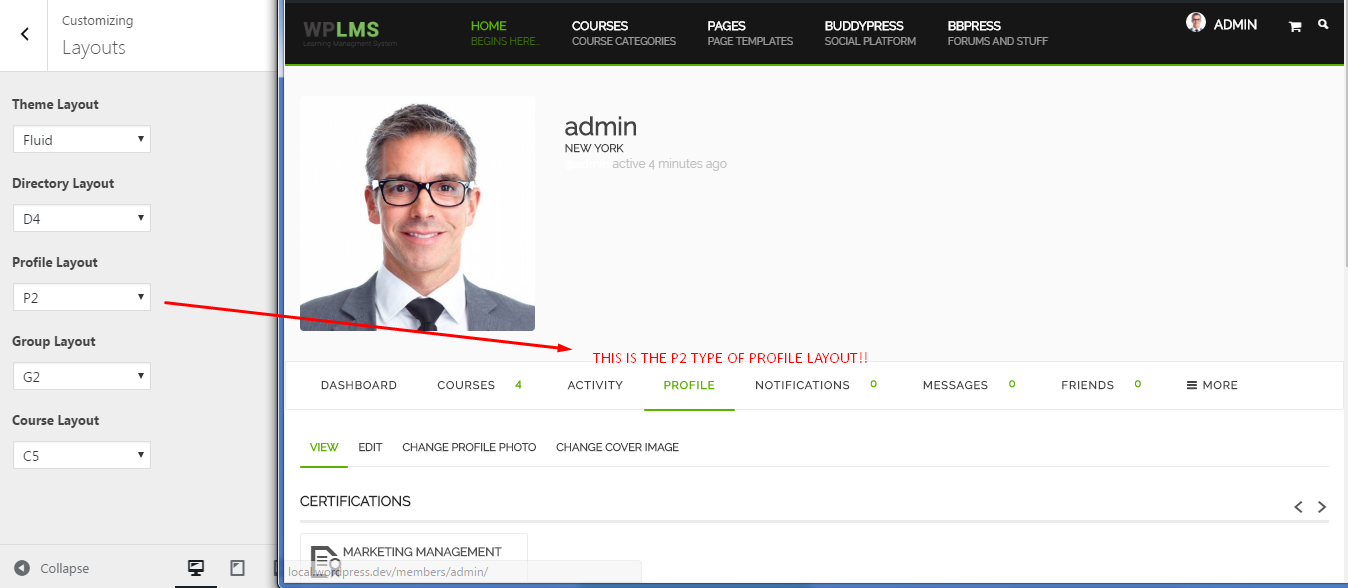 Customizing
Layouts
Theme Layout
Fluid
Directory Layout
D4
Profile Layout
P2
Group Layout
G2
Course Layout
C5
Collapse
WPLMS
Learning Managment System
HOME
BEGINS HERE..
COURSES
COURSE CATEGORIES
PAGES
PAGE TEMPLATES
BUDDYPRESS
SOCIAL PLATFORM
BBPRESS
FORUMS AND STUFF
ADMIN
admin
NEW YORK
active 4 minutes ago
THIS IS THE P2 TYPE OF PROFILE LAYOUT!!
DASHBOARD COURSES 4 ACTIVITY PROFILE NOTIFICATIONS 0 MESSAGES 0 FRIENDS 0 MORE
VIEW EDIT CHANGE PROFILE PHOTO CHANGE COVER IMAGE
CERTIFICATIONS
MARKETING MANAGEMENT
local.wordpress.dev/members/admin/